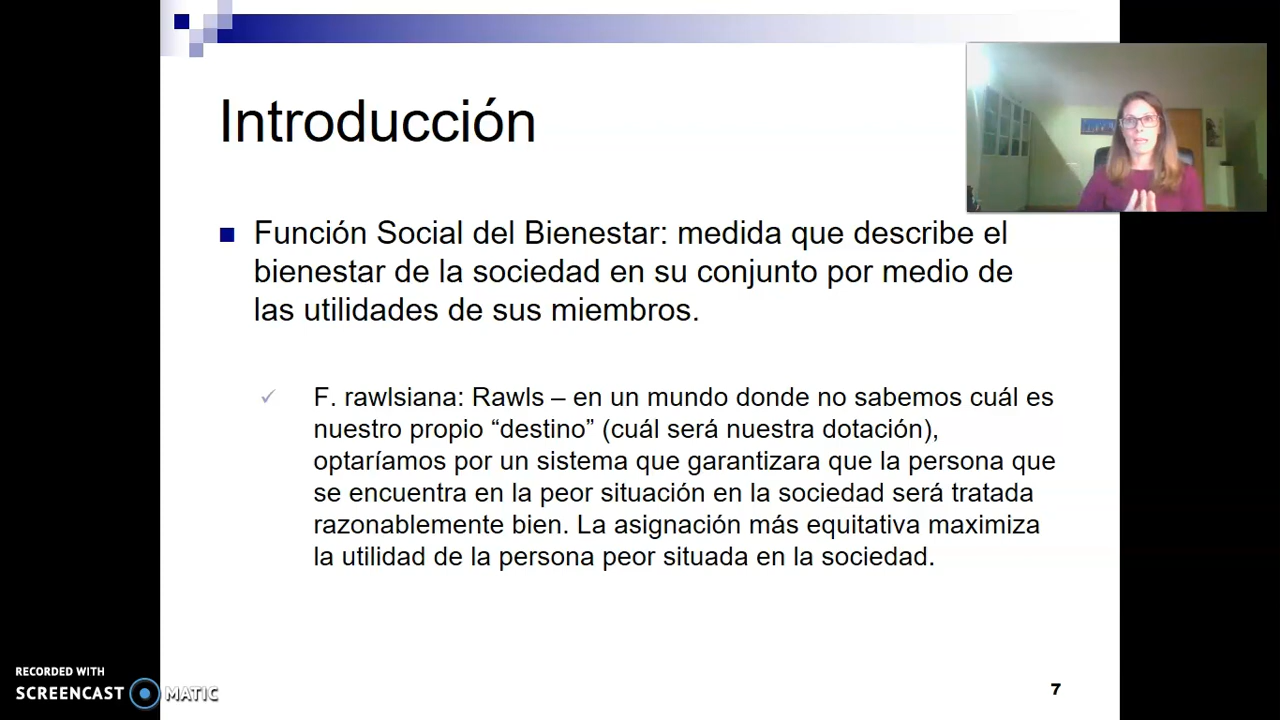 Introducción
Función Social del Bienestar: medida que describe el
bienestar de la sociedad en su conjunto por medio de
las utilidades de sus miembros.
✓ F. rawlsiana: Rawls – en un mundo donde no sabemos cuál es
nuestro propio “destino” (cuál será nuestra dotación),
optaríamos por un sistema que garantizara que la persona que
se encuentra en la peor situación en la sociedad será tratada
razonablemente bien. La asignación más equitativa maximiza
la utilidad de la persona peor situada en la sociedad.
RECORDED WITH
SCREENCAST MATIC
7